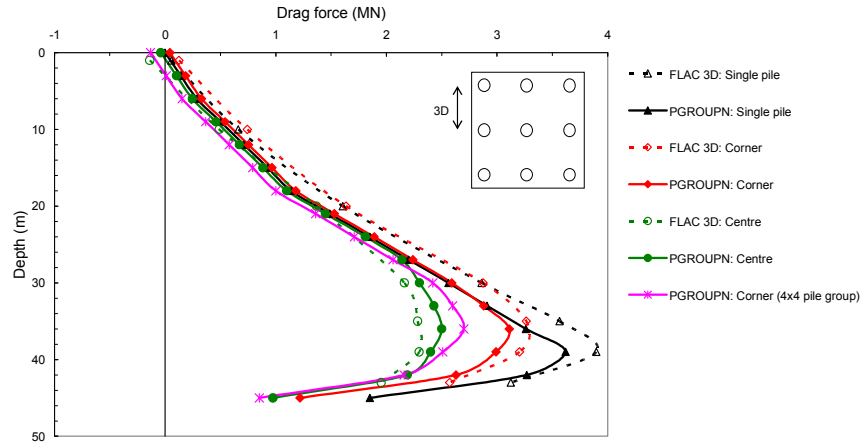 Drag force (MN)
-1 0 1 2 3 4
0
10
20
30
40
50
Depth (m)
3D
FLAC 3D: Single pile
PGROUPN: Single pile
FLAC 3D: Corner
PGROUPN: Corner
FLAC 3D: Centre
PGROUPN: Centre
PGROUPN: Corner (4x4 pile group)